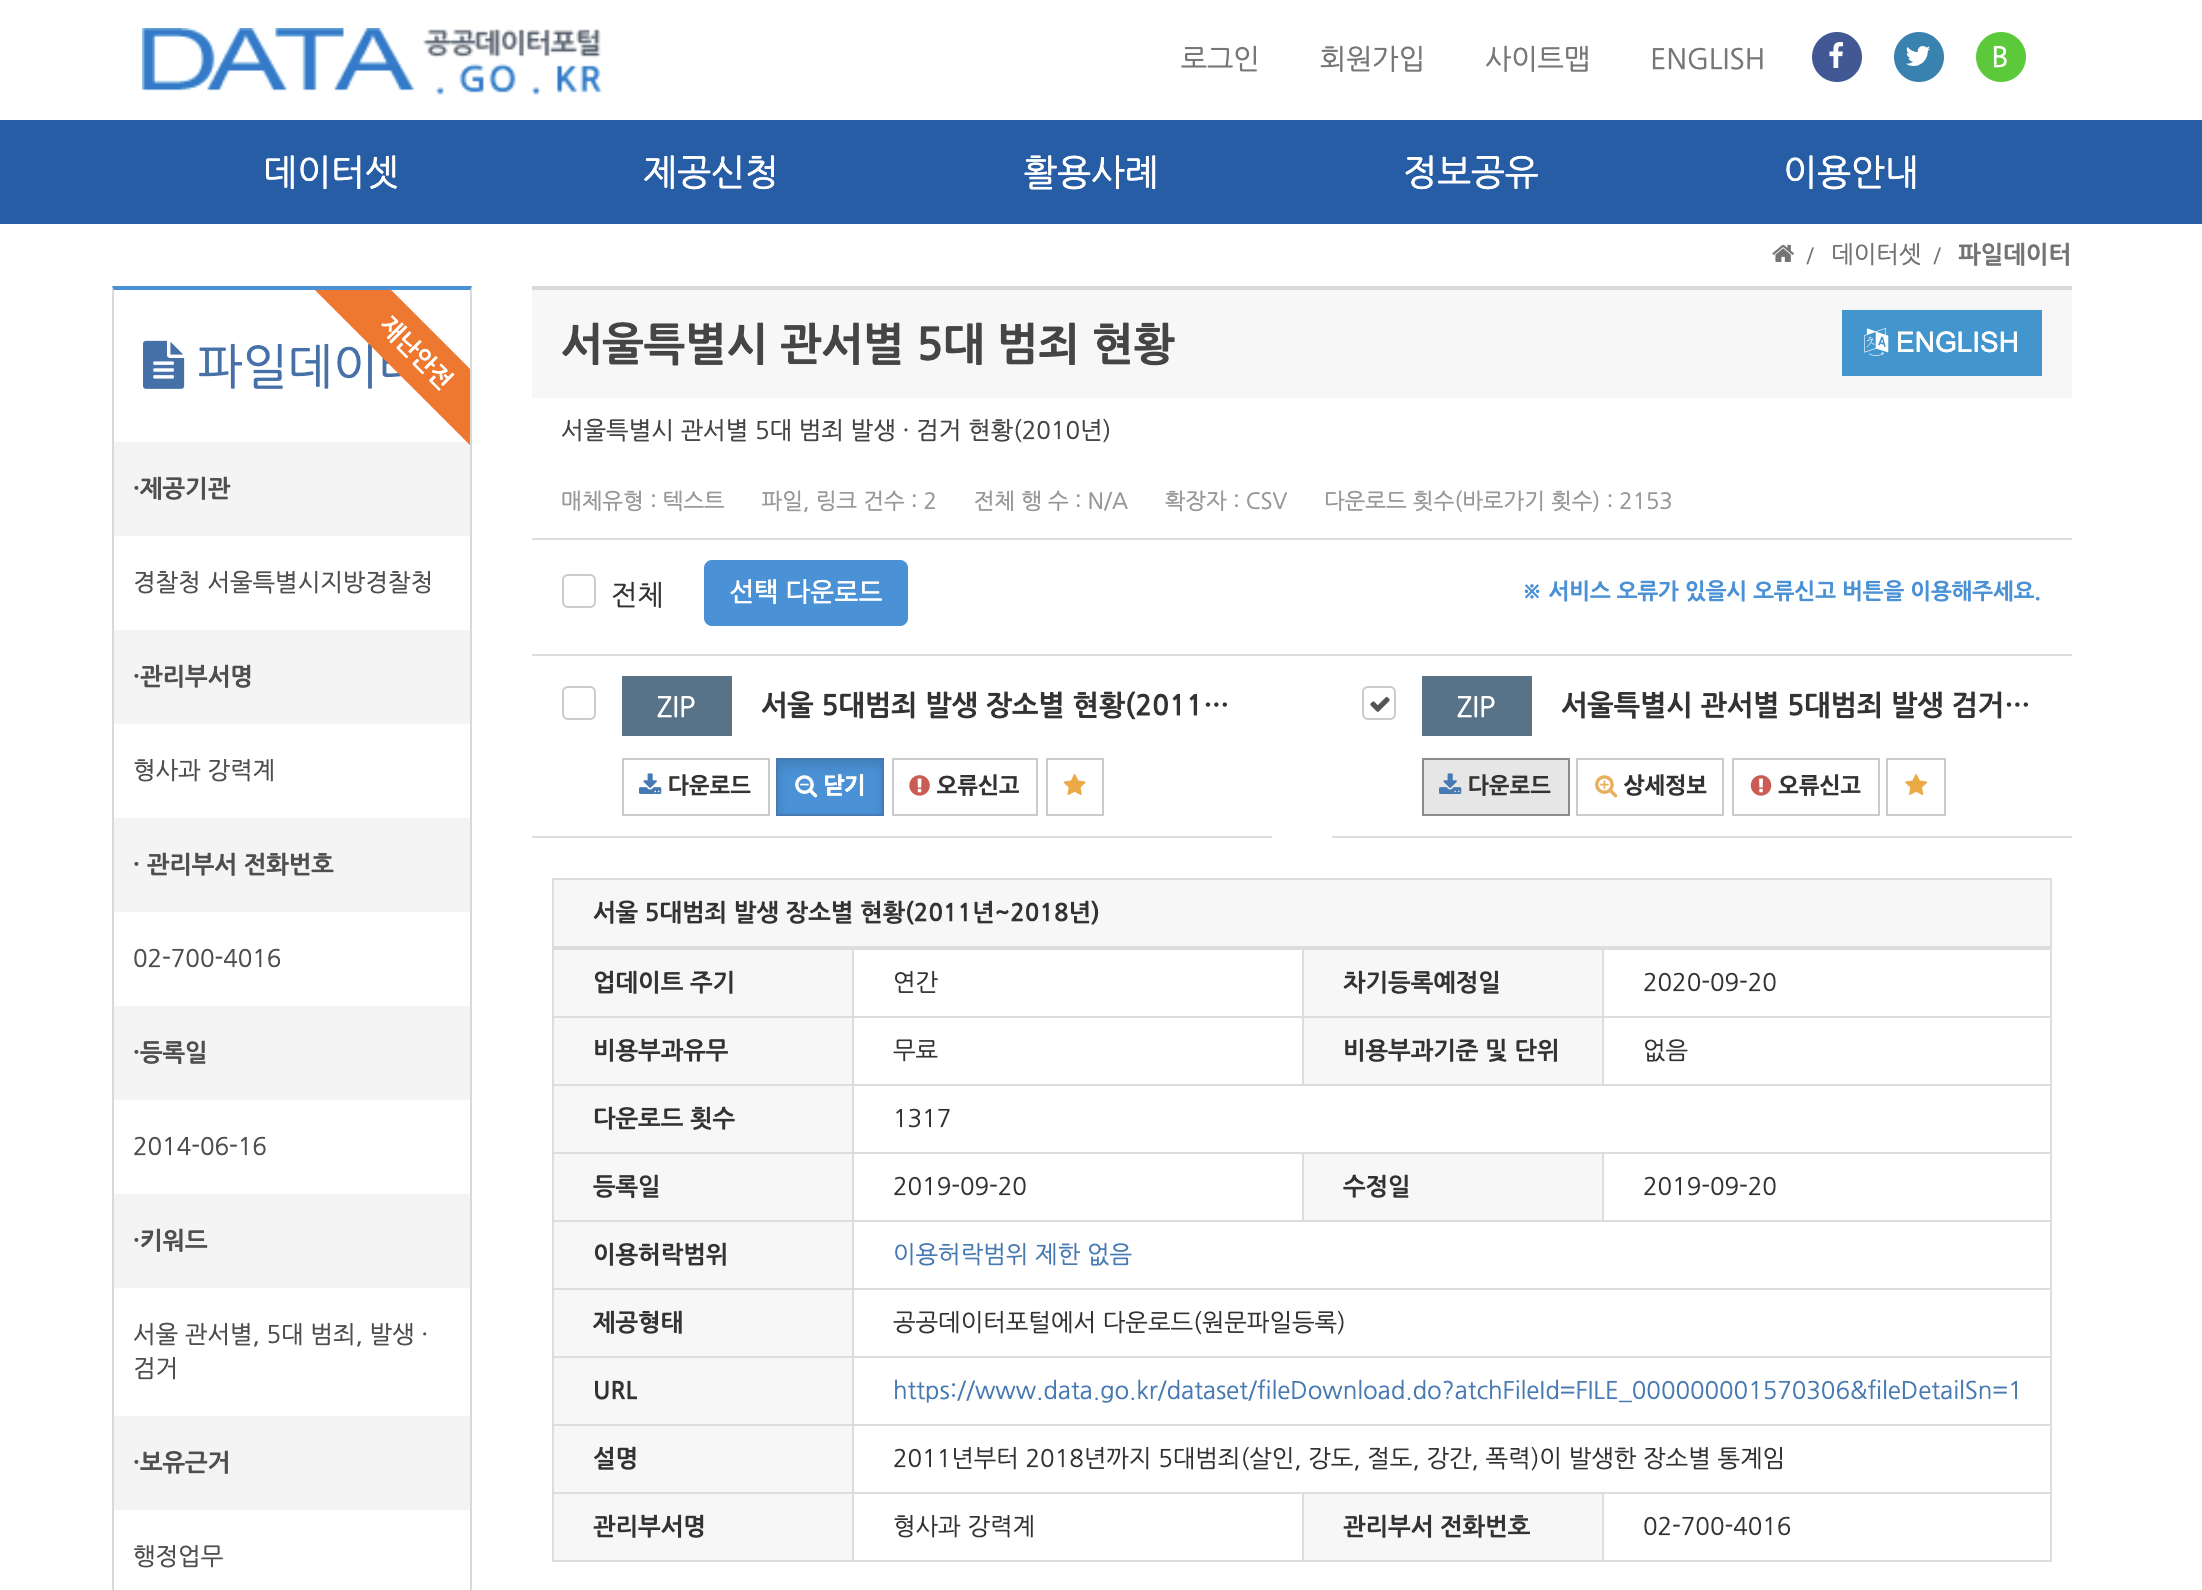 DATA 공공데이터포털
. GO . KR
로그인 회원가입 사이트맵 ENGLISH B
데이터셋 제공신청 활용사례 정보공유 이용안내
/ 데이터셋 / 파일데이터
재난안전
·제공기관
경찰청 서울특별시지방경찰청
·관리부서명
형사과 강력계
· 관리부서 전화번호
02-700-4016
·등록일
2014-06-16
·키워드
서울 관서별, 5대 범죄, 발생 ·
검거
·보유근거
행정업무
서울특별시 관서별 5대 범죄 현황 ENGLISH
서울특별시 관서별 5대 범죄 발생 · 검거 현황(2010년)
매체유형 : 텍스트 파일, 링크 건수 : 2 전체 행 수 : N/A 확장자 : CSV 다운로드 횟수(바로가기 횟수) : 2153
전체 선택 다운로드 ※ 서비스 오류가 있을시 오류신고 버튼을 이용해주세요.
ZIP 서울 5대범죄 발생 장소별 현황(2011…
다운로드 닫기 오류신고
ZIP 서울특별시 관서별 5대범죄 발생 검거…
다운로드 상세정보 오류신고
서울 5대범죄 발생 장소별 현황(2011년~2018년)
업데이트 주기 연간 차기등록예정일 2020-09-20
비용부과유무 무료 비용부과기준 및 단위 없음
다운로드 횟수 1317
등록일 2019-09-20 수정일 2019-09-20
이용허락범위 이용허락범위 제한 없음
제공형태 공공데이터포털에서 다운로드(원문파일등록)
URL https://www.data.go.kr/dataset/fileDownload.do?atchFileId=FILE_000000001570306&fileDetailSn=1
설명 2011년부터 2018년까지 5대범죄(살인, 강도, 절도, 강간, 폭력)이 발생한 장소별 통계임
관리부서명 형사과 강력계 관리부서 전화번호 02-700-4016